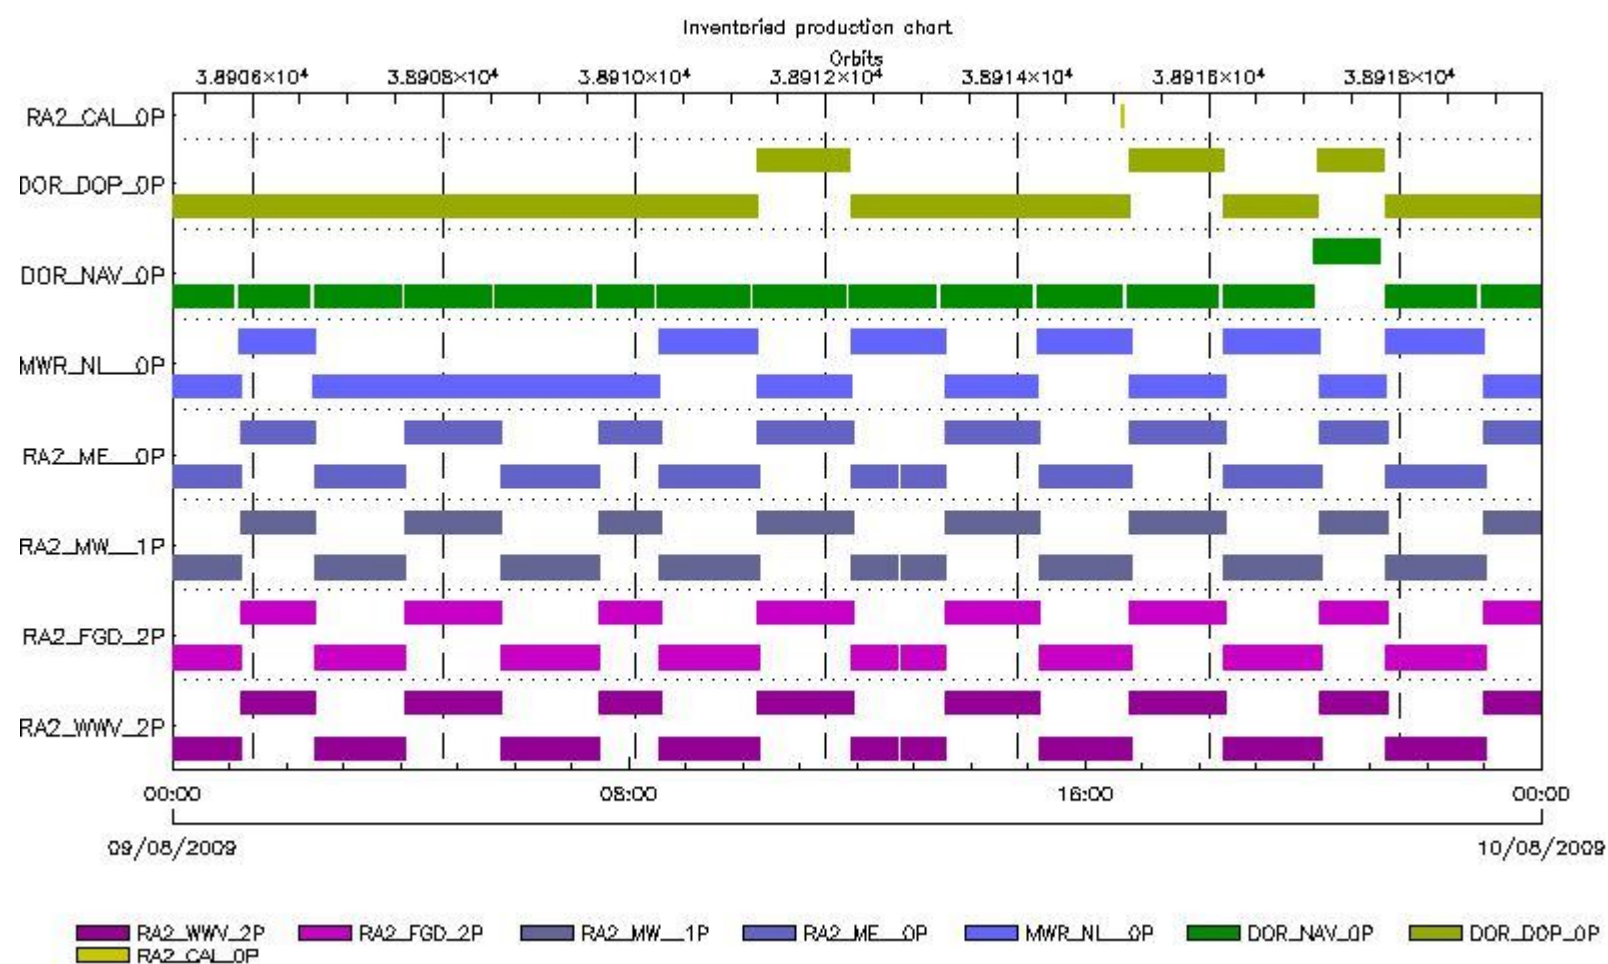 Inventoried production chart
Orbits
3.8906×10⁴ 3.8908×10⁴ 3.8910×10⁴ 3.8912×10⁴ 3.8914×10⁴ 3.8916×10⁴ 3.8918×10⁴
RA2_CAL_0P
DOR_DOP_0P
DOR_NAV_0P
MWR_NL__0P
RA2_ME__0P
RA2_MW__1P
RA2_FGD_2P
RA2_WWV_2P
00:00 08:00 16:00 00:00
09/08/2009 10/08/2009
RA2_WWV_2P RA2_FGD_2P RA2_MW__1P RA2_ME__0P MWR_NL__0P DOR_NAV_0P DOR_DOP_0P
RA2_CAL_0P